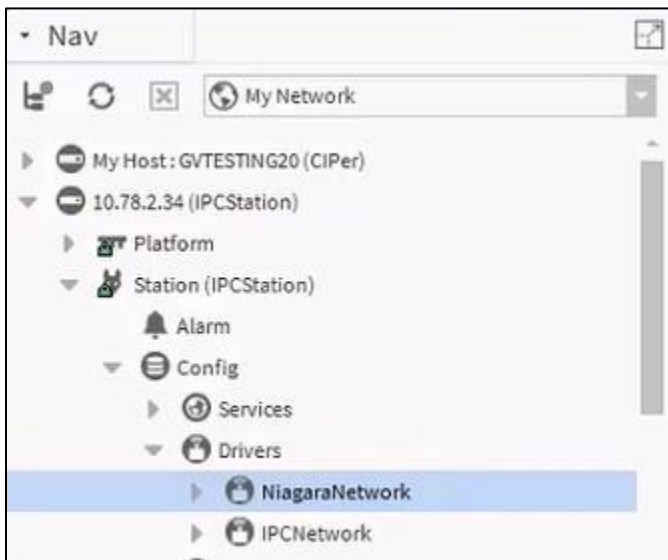 Nav
My Network
My Host : GVTESTING20 (CIPer)
10.78.2.34 (IPCStation)
Platform
Station (IPCStation)
Alarm
Config
Services
Drivers
NiagaraNetwork
IPCNetwork